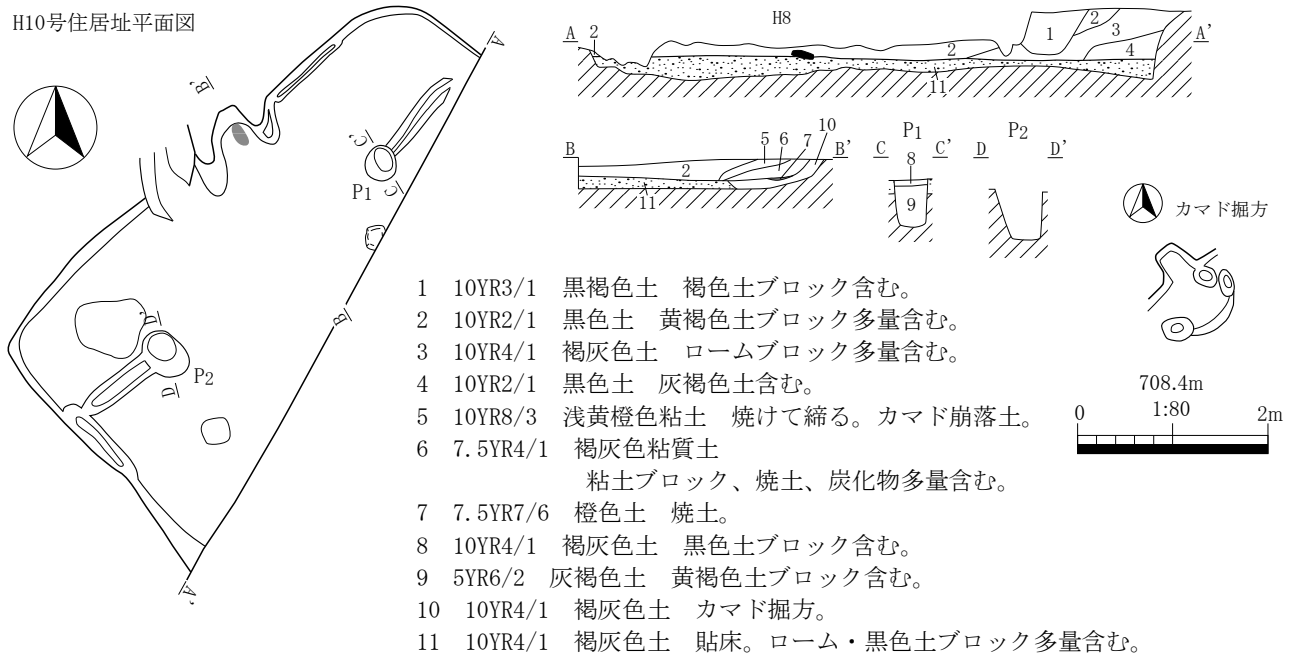 H10号住居址平面図
A
B'
C'
P1
C
B
D'
P2
D
A'
H8
A 2 1 2 3 A'
2 4
11
B 5 6 7 10 B'
2
11
P1
C C'
8
9
P2
D D'
カマド掘方
1 10YR3/1 黒褐色土 褐色土ブロック含む。
2 10YR2/1 黒色土 黄褐色土ブロック多量含む。
3 10YR4/1 褐灰色土 ロームブロック多量含む。
4 10YR2/1 黒色土 灰褐色土含む。
5 10YR8/3 浅黄橙色粘土 焼けて締る。カマド崩落土。
6 7.5YR4/1 褐灰色粘質土
粘土ブロック、焼土、炭化物多量含む。
7 7.5YR7/6 橙色土 焼土。
8 10YR4/1 褐灰色土 黒色土ブロック含む。
9 5YR6/2 灰褐色土 黄褐色土ブロック含む。
10 10YR4/1 褐灰色土 カマド掘方。
11 10YR4/1 褐灰色土 貼床。ローム・黒色土ブロック多量含む。
708.4m
0 1:80 2m